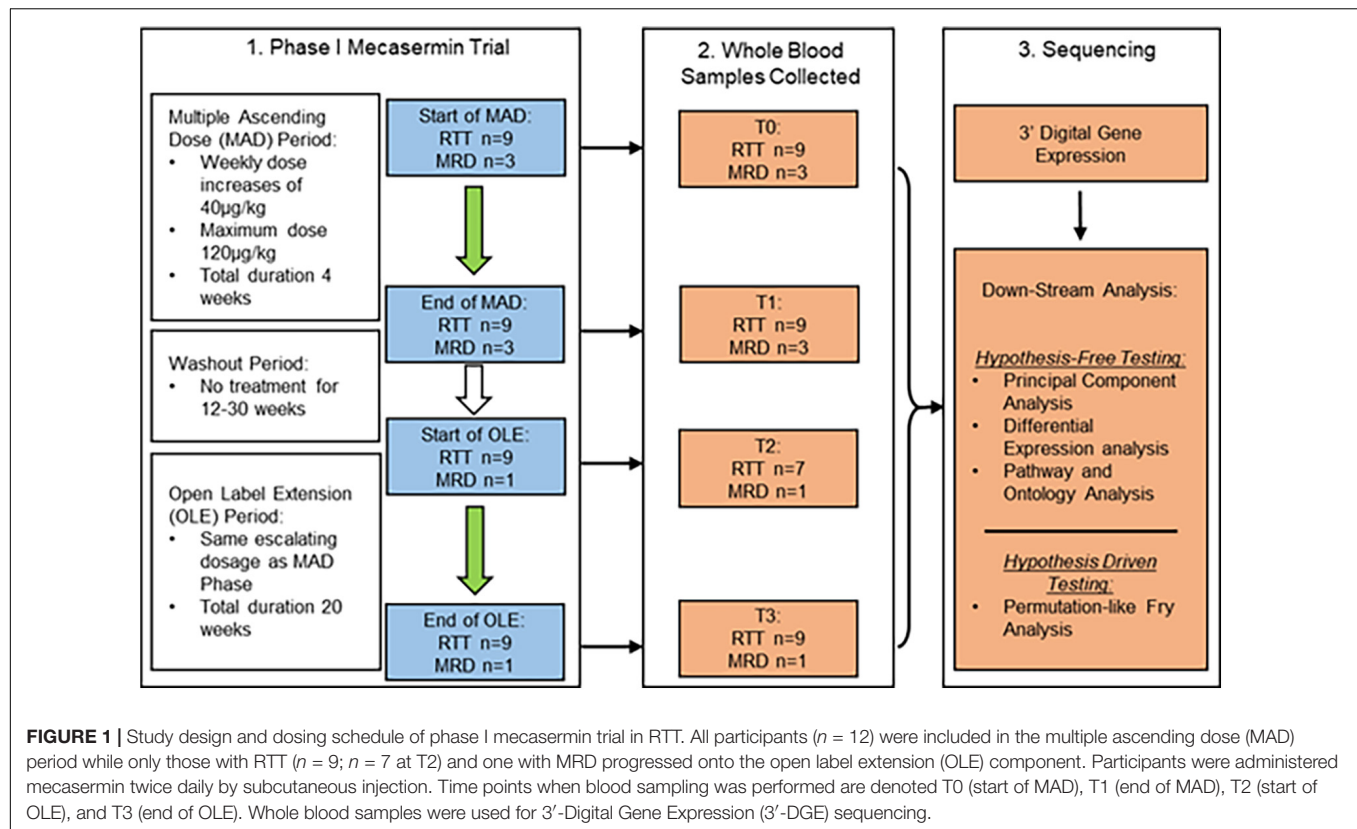 1. Phase I Mecasermin Trial
Multiple Ascending
Dose (MAD) Period:
• Weekly dose
increases of
40µg/kg
• Maximum dose
120µg/kg
• Total duration 4
weeks
Washout Period:
• No treatment for
12-30 weeks
Open Label Extension
(OLE) Period:
• Same escalating
dosage as MAD
Phase
• Total duration 20
weeks
Start of MAD:
RTT n=9
MRD n=3
End of MAD:
RTT n=9
MRD n=3
Start of OLE:
RTT n=9
MRD n=1
End of OLE:
RTT n=9
MRD n=1
2. Whole Blood
Samples Collected
T0:
RTT n=9
MRD n=3
T1:
RTT n=9
MRD n=3
T2:
RTT n=7
MRD n=1
T3:
RTT n=9
MRD n=1
3. Sequencing
3' Digital Gene
Expression
Down-Stream Analysis:
Hypothesis-Free Testing:
• Principal Component
Analysis
• Differential
Expression analysis
• Pathway and
Ontology Analysis
Hypothesis Driven
Testing:
• Permutation-like Fry
Analysis
FIGURE 1 | Study design and dosing schedule of phase I mecasermin trial in RTT. All participants (n = 12) were included in the multiple ascending dose (MAD)
period while only those with RTT (n = 9; n = 7 at T2) and one with MRD progressed onto the open label extension (OLE) component. Participants were administered
mecasermin twice daily by subcutaneous injection. Time points when blood sampling was performed are denoted T0 (start of MAD), T1 (end of MAD), T2 (start of
OLE), and T3 (end of OLE). Whole blood samples were used for 3′-Digital Gene Expression (3′-DGE) sequencing.